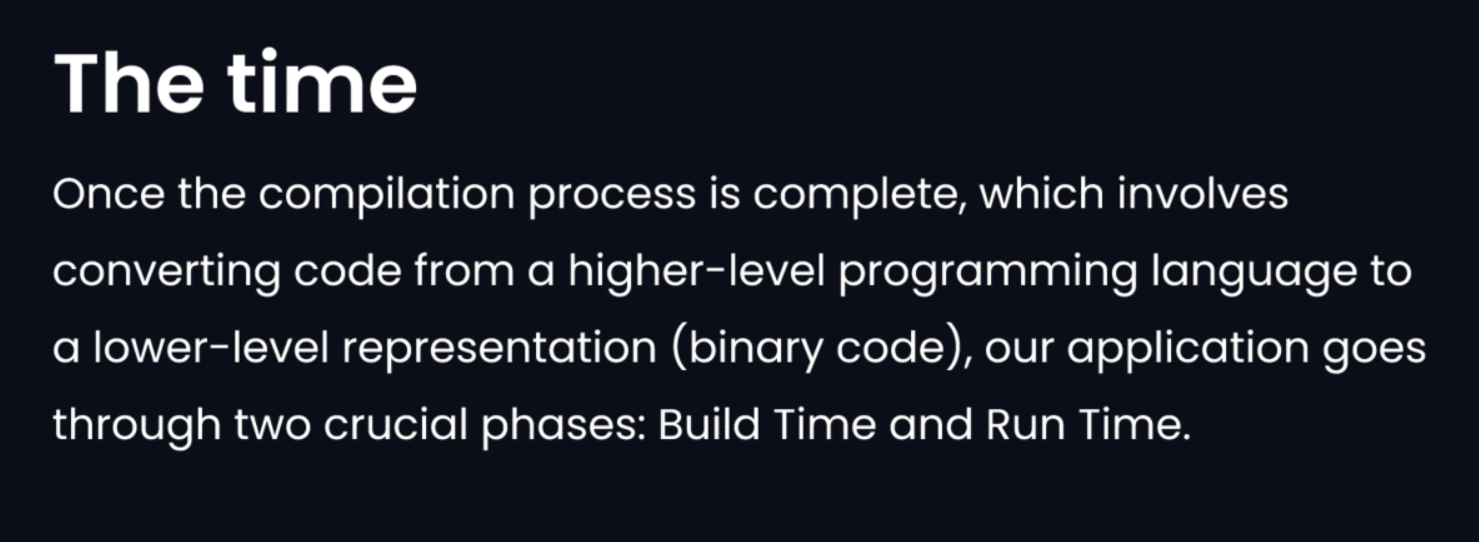 The time
Once the compilation process is complete, which involves
converting code from a higher-level programming language to
a lower-level representation (binary code), our application goes
through two crucial phases: Build Time and Run Time.